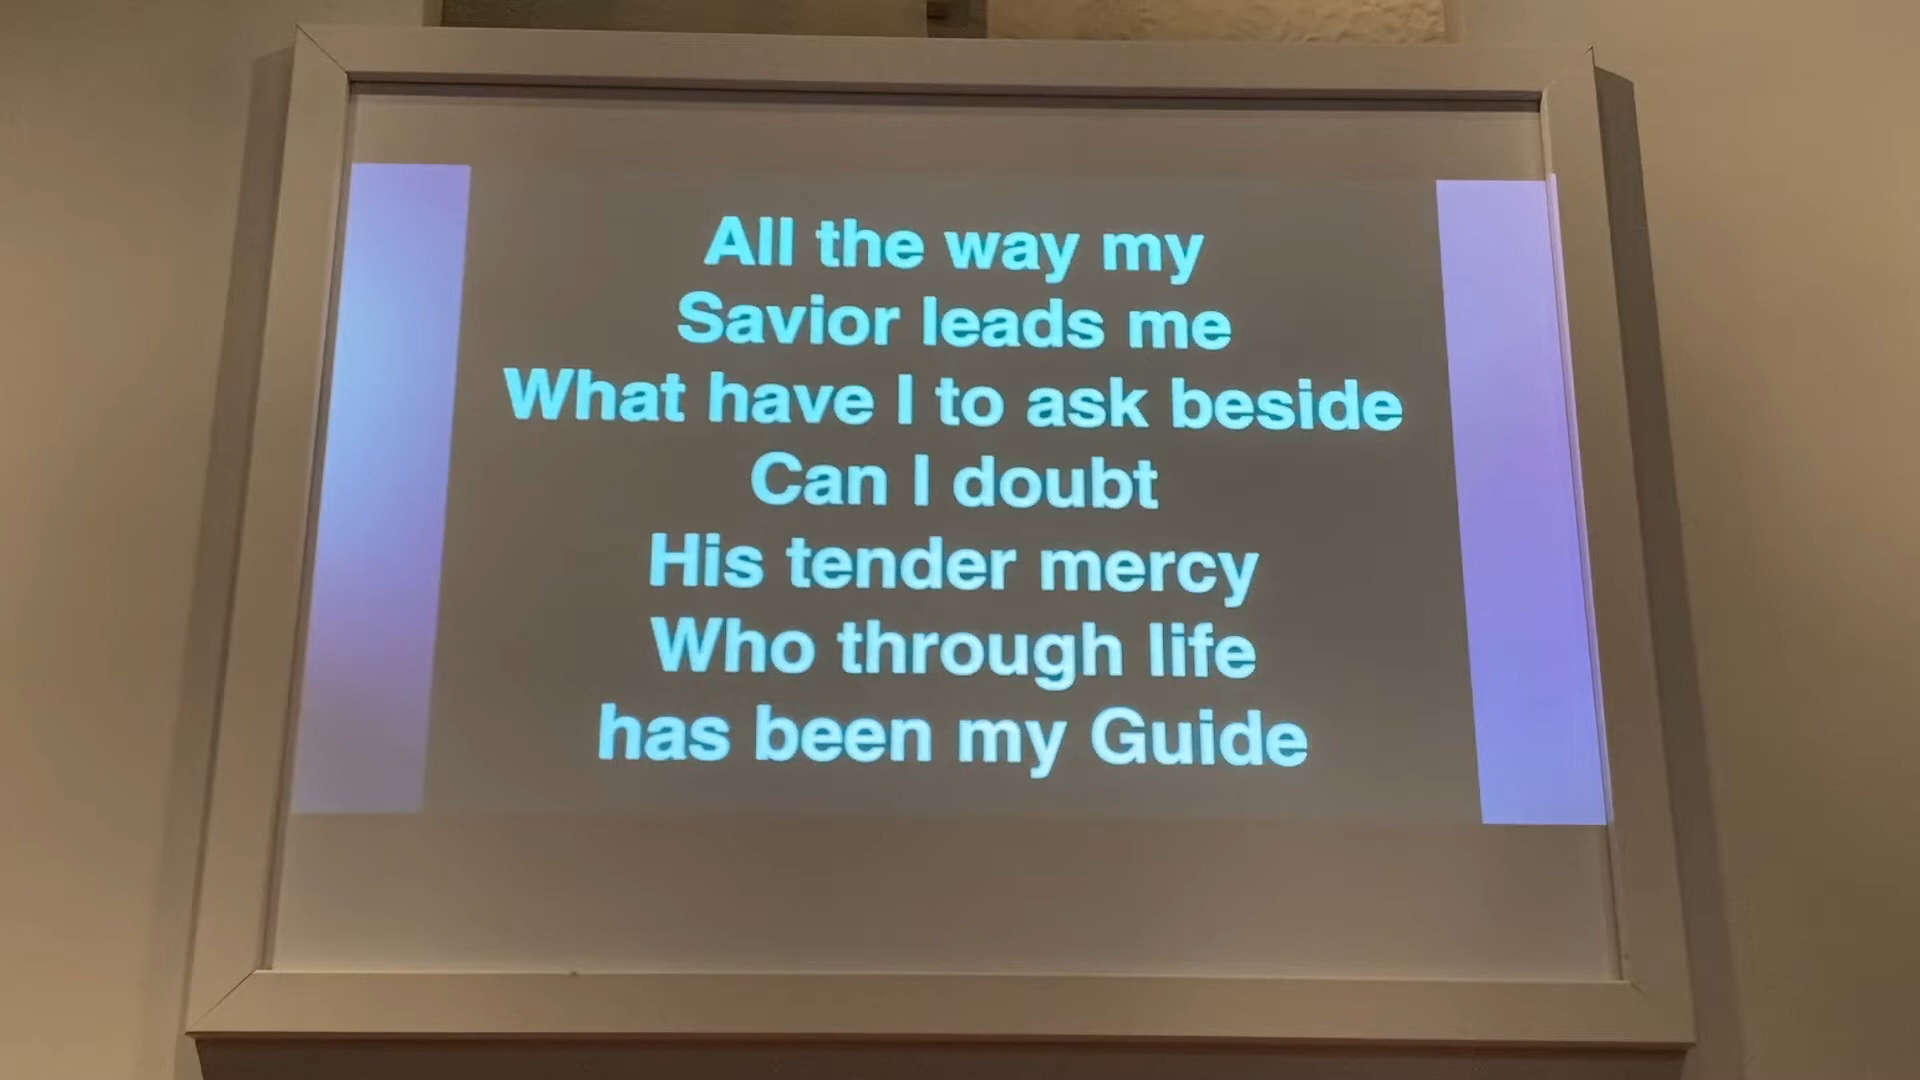 All the way my
Savior leads me
What have I to ask beside
Can I doubt
His tender mercy
Who through life
has been my Guide